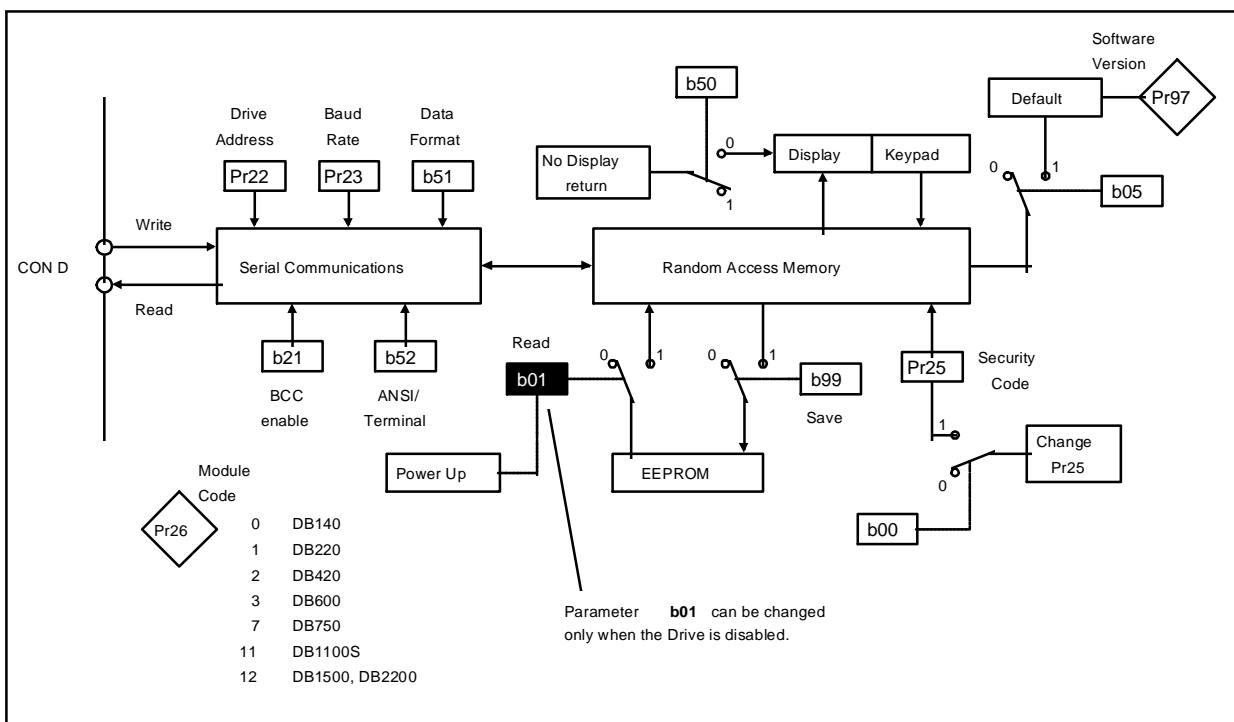 Software
Version
b50
Default
Pr97
Drive
Address
Baud
Rate
Data
Format
0
No Display
return
Display
Keypad
0
1
Pr22
Pr23
b51
1
b05
Write
CON D
Serial Communications
Random Access Memory
Read
b21
b52
Read
0
1
0
1
b01
b99
Pr25
Security
Code
BCC
enable
ANSI/
Terminal
Save
1
Change
Pr25
Power Up
EEPROM
0
Module
Code
Pr26
b00
0 DB140
1 DB220
2 DB420
3 DB600
7 DB750
11 DB1100S
12 DB1500, DB2200
Parameter b01 can be changed
only when the Drive is disabled.